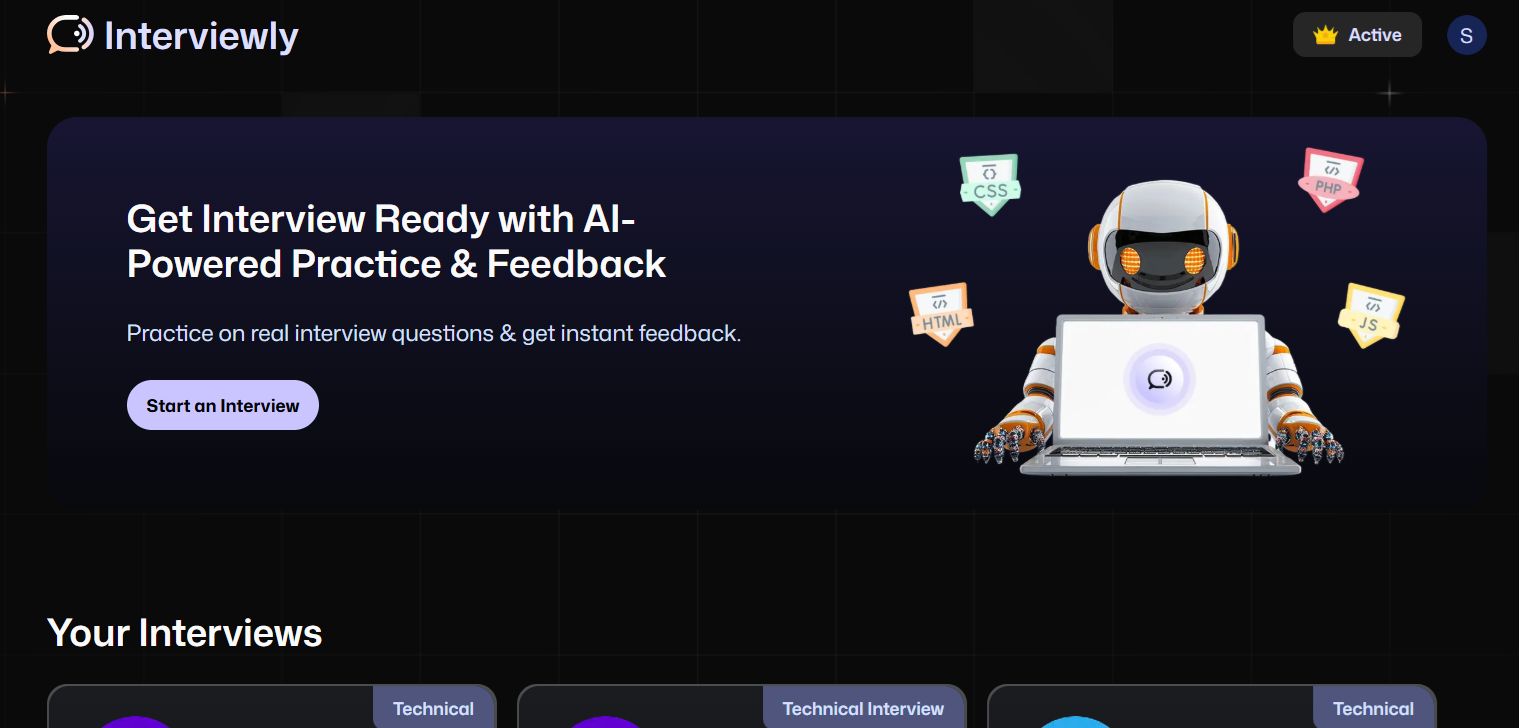 Interviewly
Active
S
Get Interview Ready with AI-
Powered Practice & Feedback
Practice on real interview questions & get instant feedback.
Start an Interview
CSS
PHP
HTML
JS
Your Interviews
Technical
Technical Interview
Technical